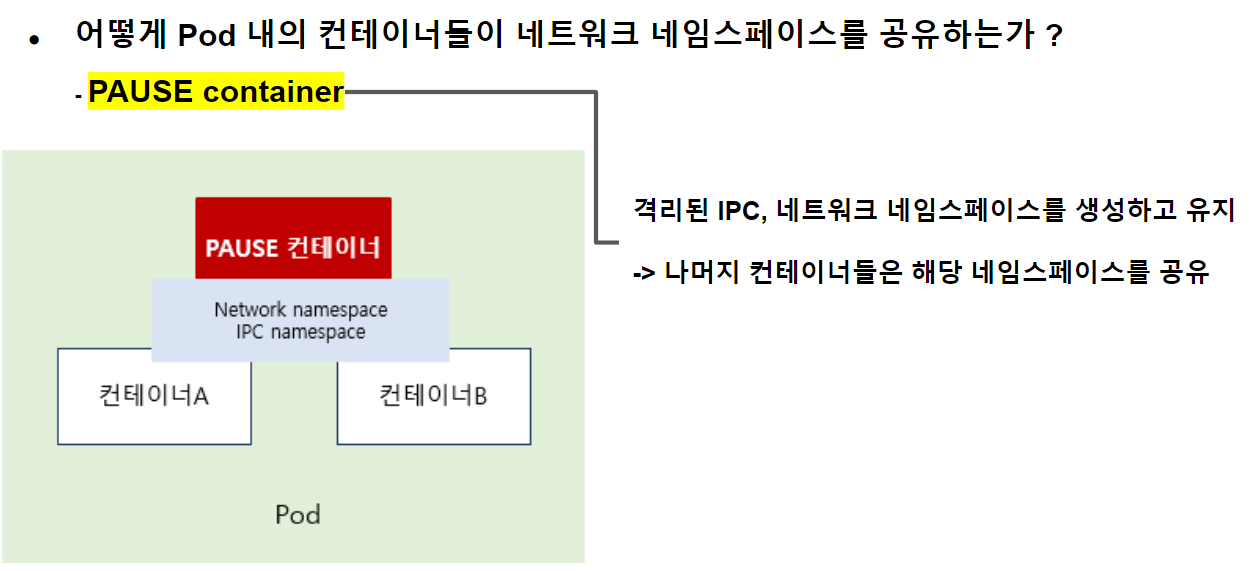 ● 어떻게 Pod 내의 컨테이너들이 네트워크 네임스페이스를 공유하는가 ?
- PAUSE container
격리된 IPC, 네트워크 네임스페이스를 생성하고 유지
-> 나머지 컨테이너들은 해당 네임스페이스를 공유
PAUSE 컨테이너
Network namespace
IPC namespace
컨테이너A
컨테이너B
Pod